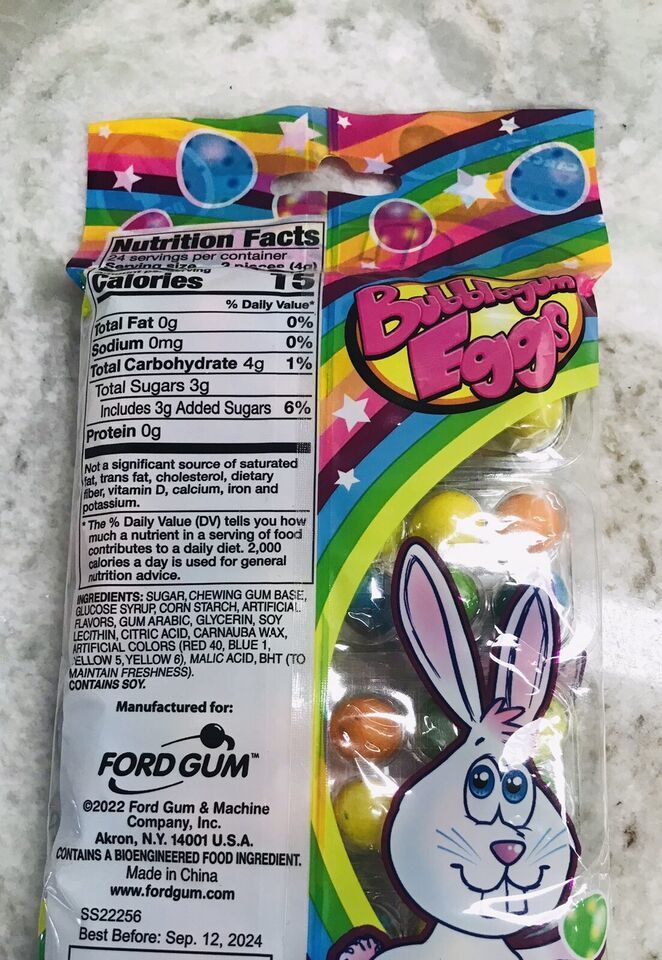 Nutrition Facts
24 servings per container
Serving size 2 pieces (4g)
Calories 15
% Daily Value*
Total Fat 0g 0%
Sodium 0mg 0%
Total Carbohydrate 4g 1%
Total Sugars 3g
Includes 3g Added Sugars 6%
Protein 0g
Not a significant source of saturated
fat, trans fat, cholesterol, dietary
fiber, vitamin D, calcium, iron and
potassium.
* The % Daily Value (DV) tells you how
much a nutrient in a serving of food
contributes to a daily diet. 2,000
calories a day is used for general
nutrition advice.
INGREDIENTS: SUGAR, CHEWING GUM BASE,
GLUCOSE SYRUP, CORN STARCH, ARTIFICIAL
FLAVORS, GUM ARABIC, GLYCERIN, SOY
LECITHIN, CITRIC ACID, CARNAUBA WAX,
ARTIFICIAL COLORS (RED 40, BLUE 1,
YELLOW 5, YELLOW 6), MALIC ACID, BHT (TO
MAINTAIN FRESHNESS).
CONTAINS SOY.
Manufactured for:
FORD GUM™
©2022 Ford Gum & Machine
Company, Inc.
Akron, N.Y. 14001 U.S.A.
CONTAINS A BIOENGINEERED FOOD INGREDIENT.
Made in China
www.fordgum.com
SS22256
Best Before: Sep. 12, 2024
Bubblegum
Eggs